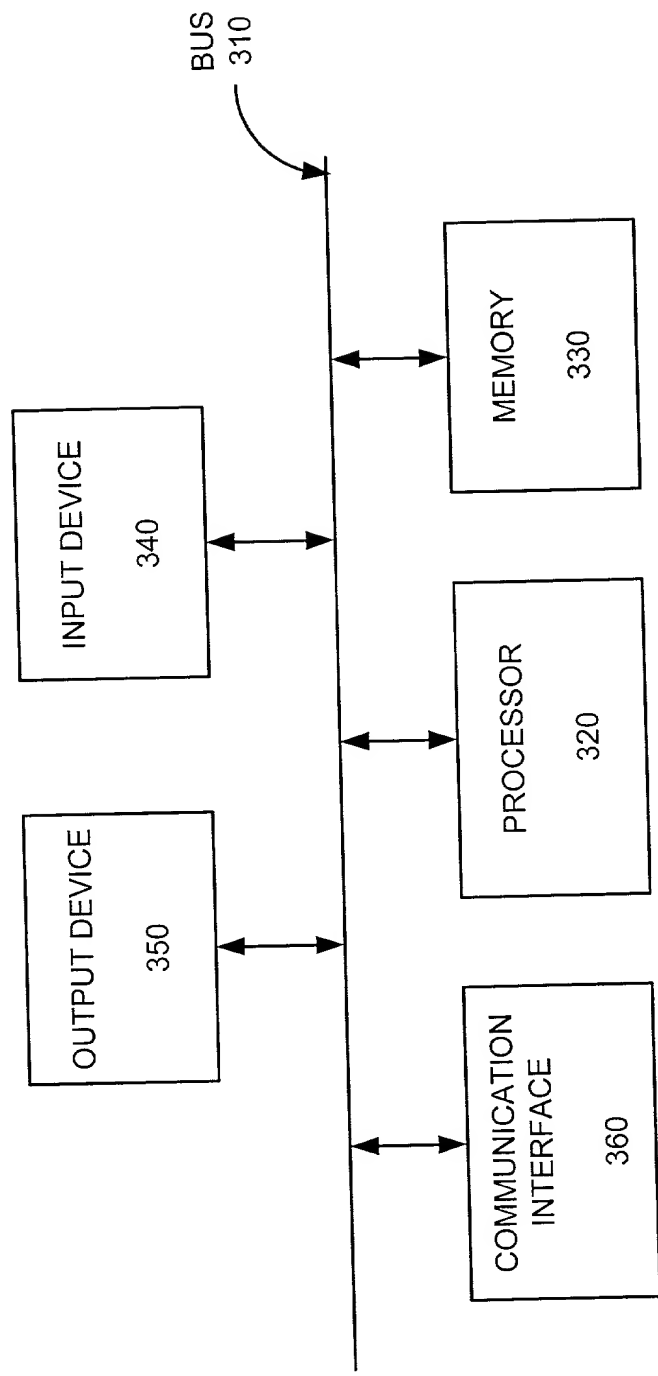 BUS
310
OUTPUT DEVICE
350
INPUT DEVICE
340
COMMUNICATION
INTERFACE
360
PROCESSOR
320
MEMORY
330